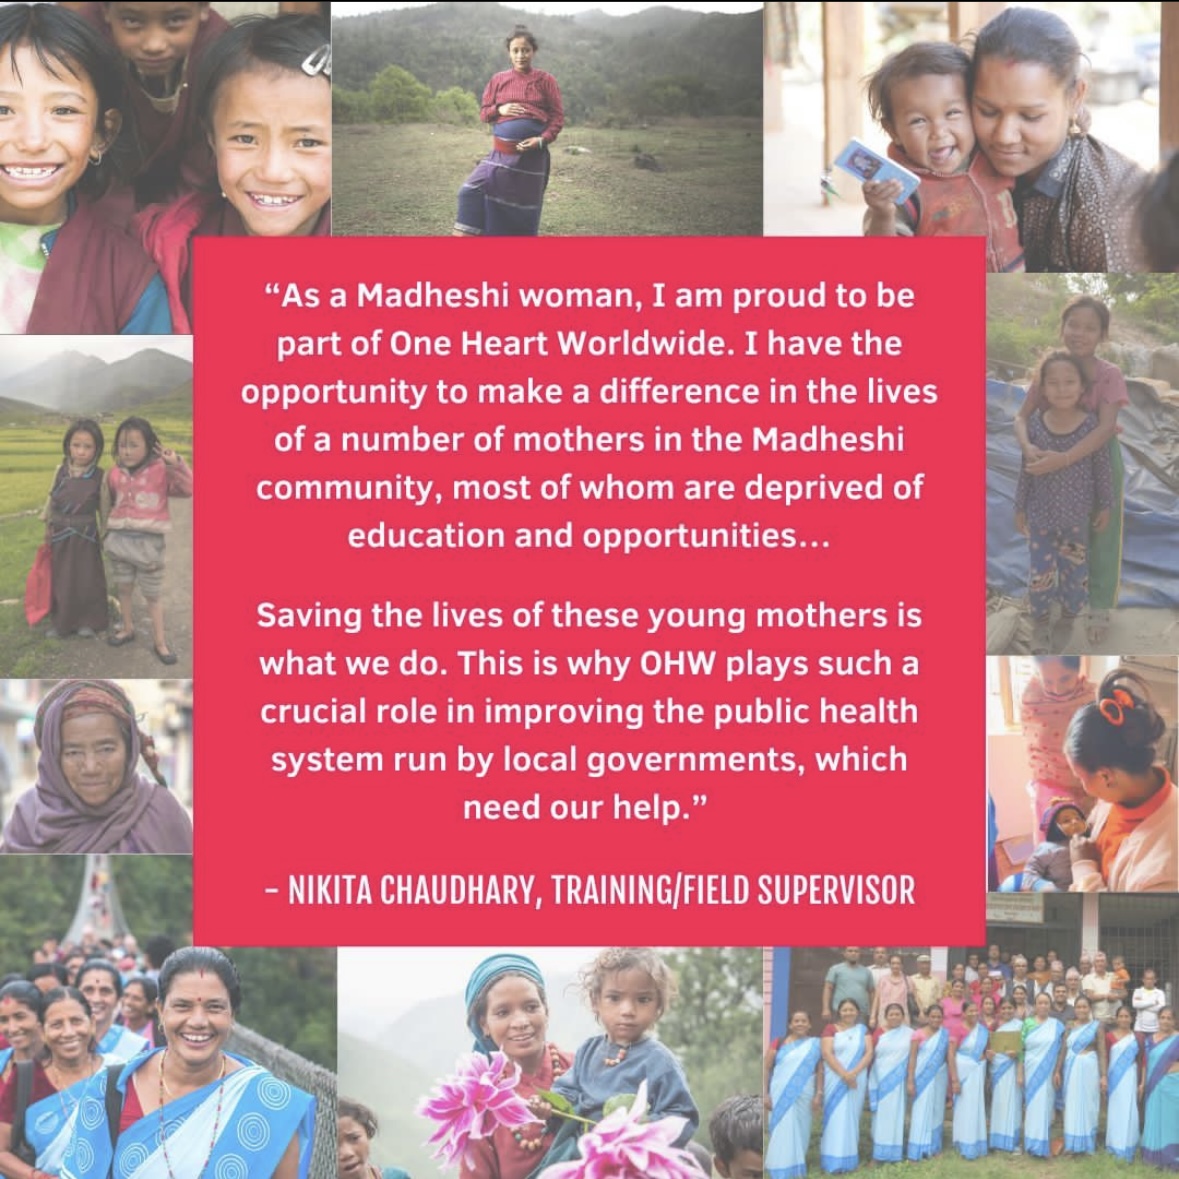 “As a Madheshi woman, I am proud to be
part of One Heart Worldwide. I have the
opportunity to make a difference in the lives
of a number of mothers in the Madheshi
community, most of whom are deprived of
education and opportunities...
Saving the lives of these young mothers is
what we do. This is why OHW plays such a
crucial role in improving the public health
system run by local governments, which
need our help.”
– NIKITA CHAUDHARY, TRAINING/FIELD SUPERVISOR